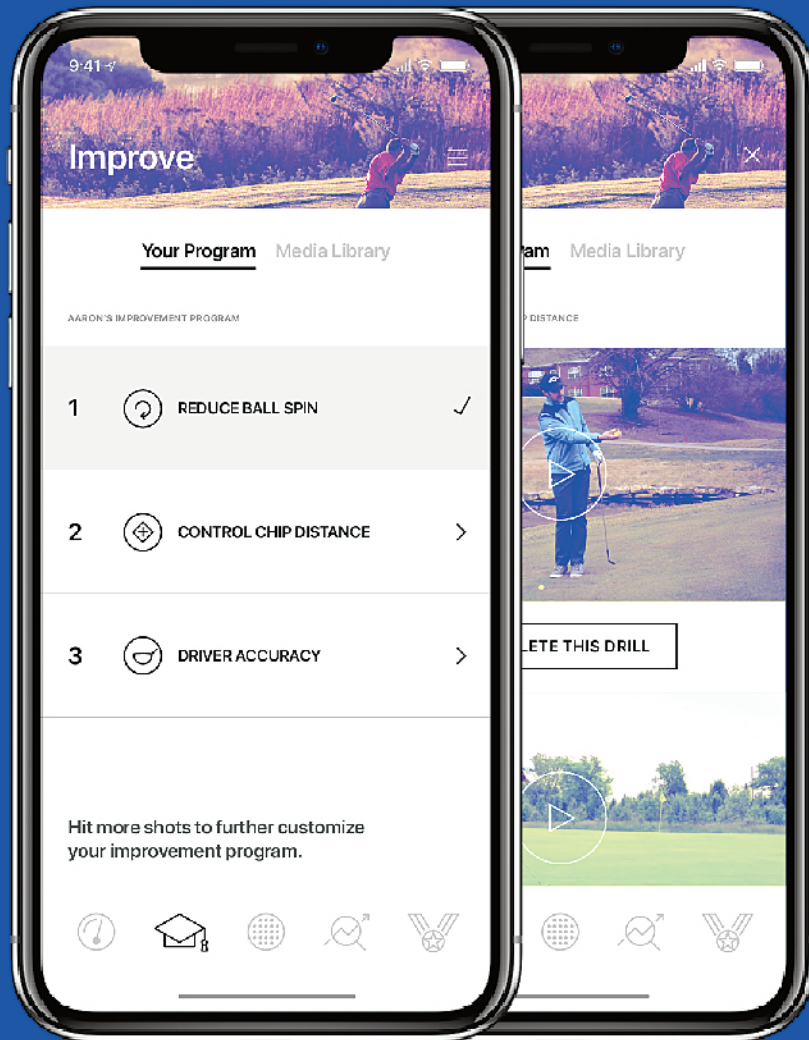 9:41
Improve
Your Program Media Library
AARON'S IMPROVEMENT PROGRAM
1 REDUCE BALL SPIN
2 CONTROL CHIP DISTANCE
3 DRIVER ACCURACY
Hit more shots to further customize
your improvement program.
am Media Library
DISTANCE
LETE THIS DRILL